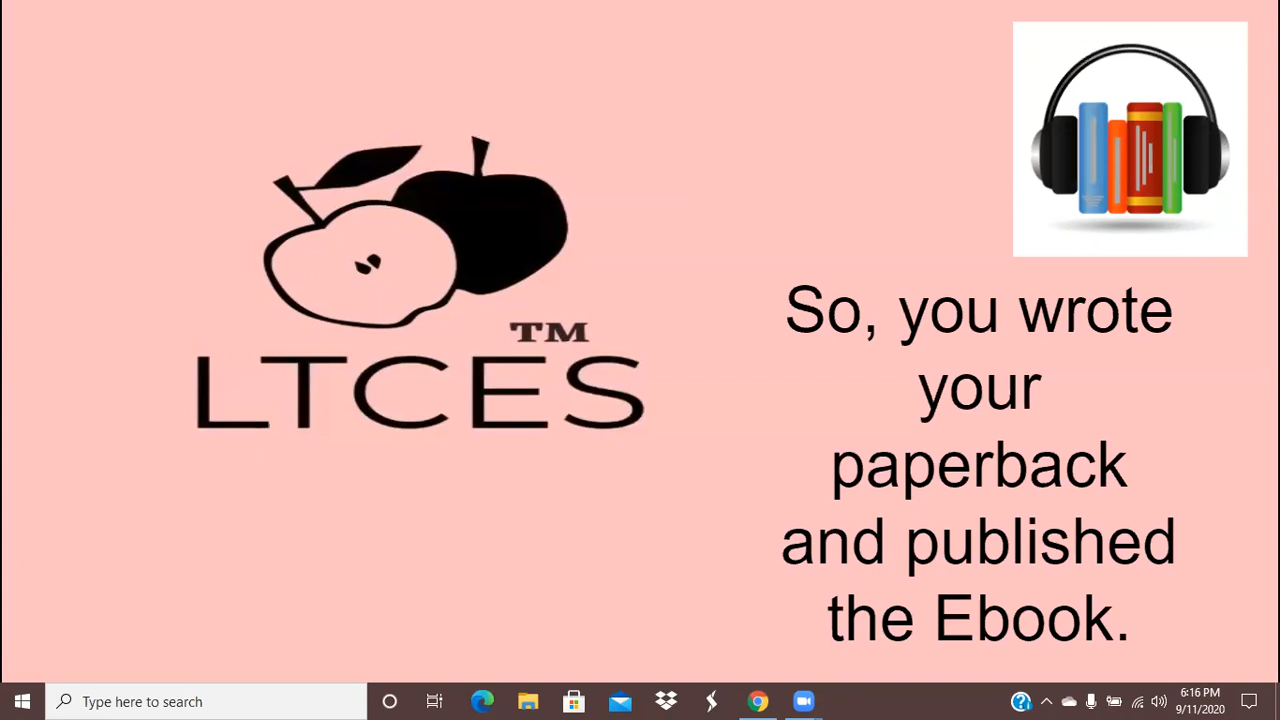 TM
LTCES
So, you wrote
your
paperback
and published
the Ebook.
Type here to search
6:16 PM
9/11/2020